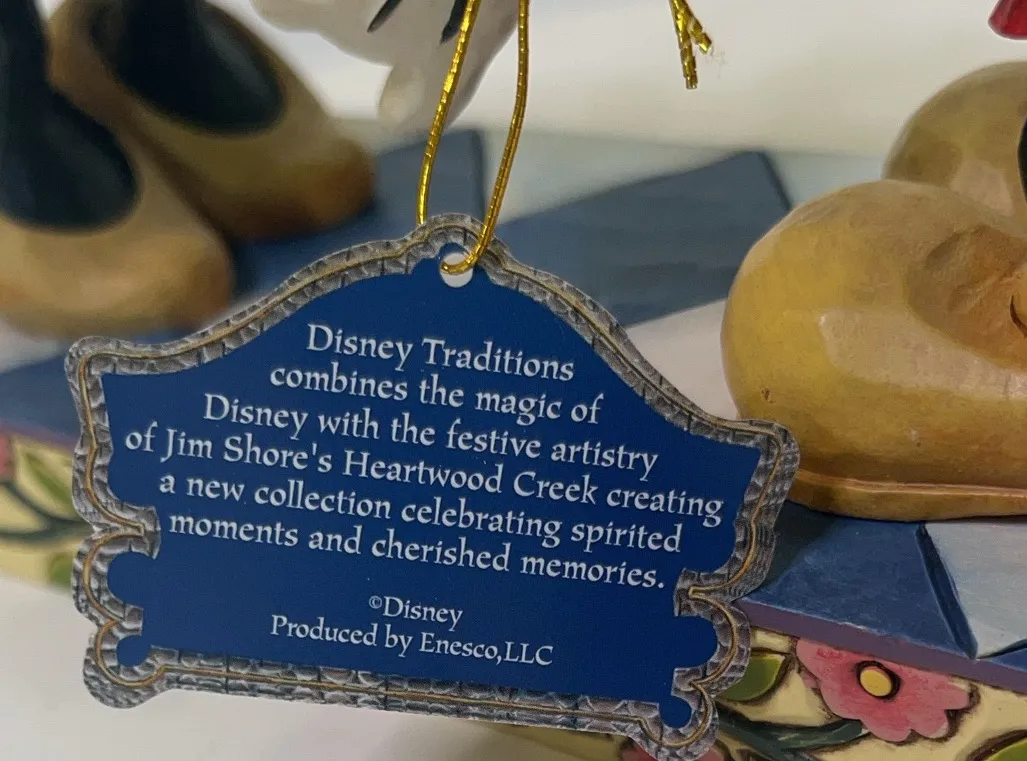 Disney Traditions
combines the magic of
Disney with the festive artistry
of Jim Shore's Heartwood Creek creating
a new collection celebrating spirited
moments and cherished memories.
©Disney
Produced by Enesco,LLC